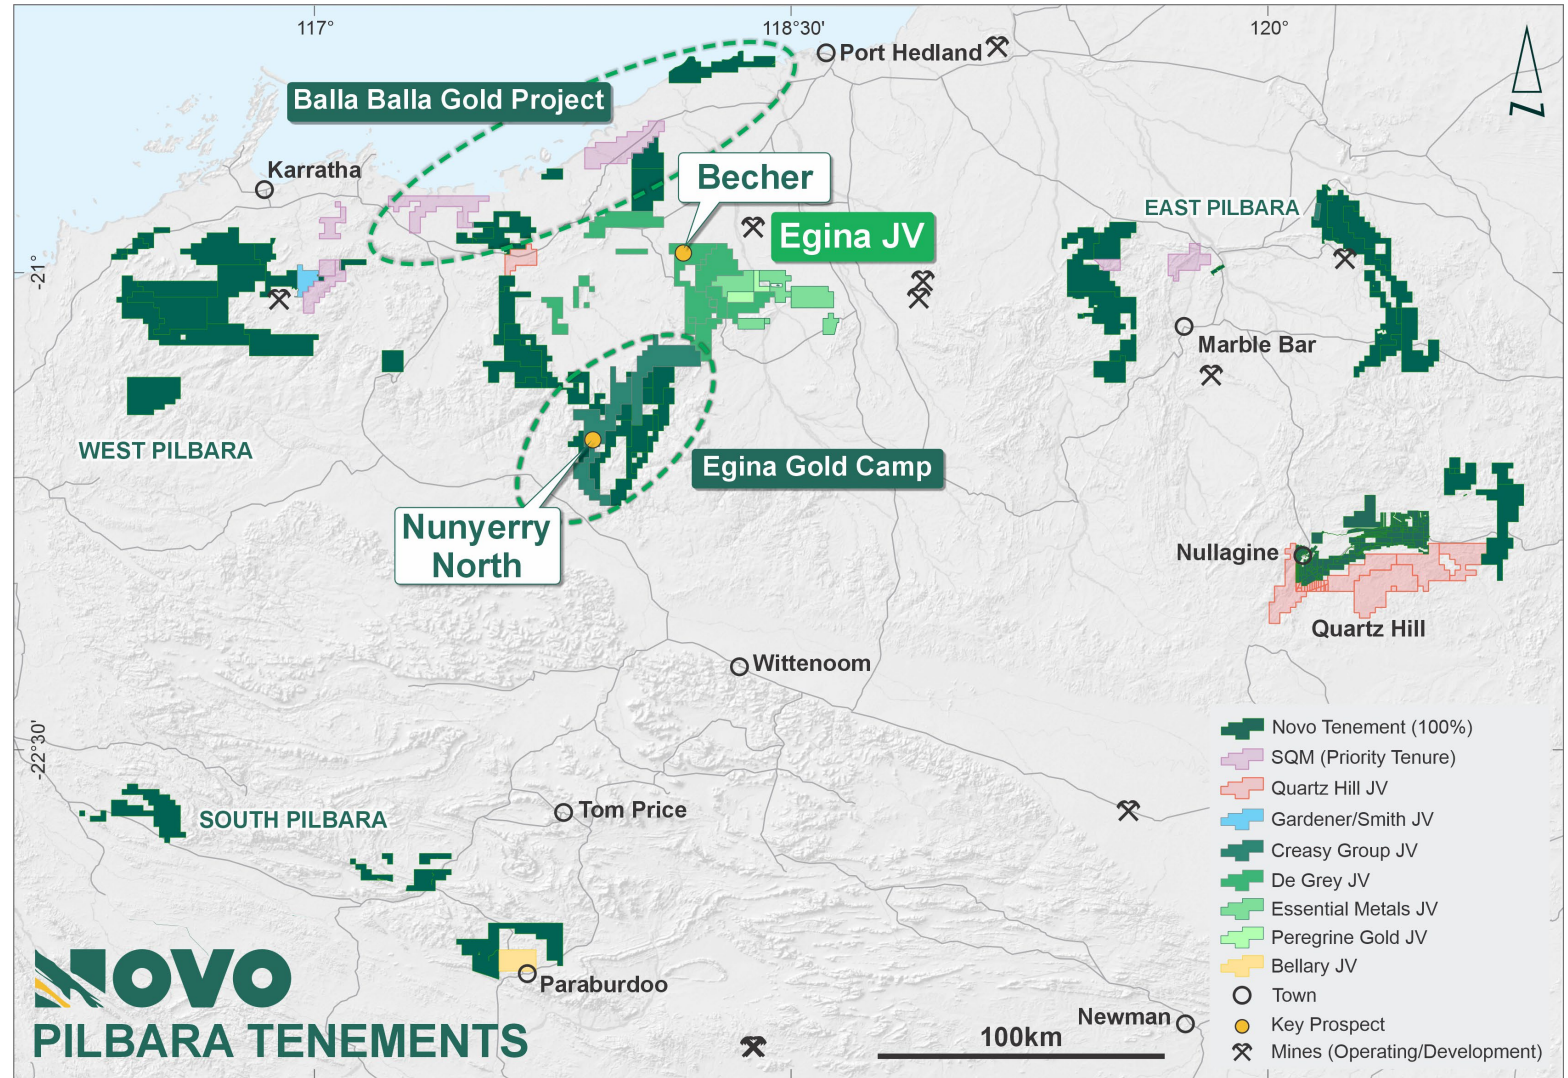 117°
118°30'
120°
Port Hedland
Balla Balla Gold Project
Karratha
Becher
EAST PILBARA
Egina JV
-21°
Marble Bar
WEST PILBARA
Egina Gold Camp
Nunyerry
North
Nullagine
Quartz Hill
Wittenoom
-22°30'
Tom Price
SOUTH PILBARA
Paraburdoo
Newman
100km
NOVO
PILBARA TENEMENTS
Novo Tenement (100%)
SQM (Priority Tenure)
Quartz Hill JV
Gardener/Smith JV
Creasy Group JV
De Grey JV
Essential Metals JV
Peregrine Gold JV
Bellary JV
Town
Key Prospect
Mines (Operating/Development)
N